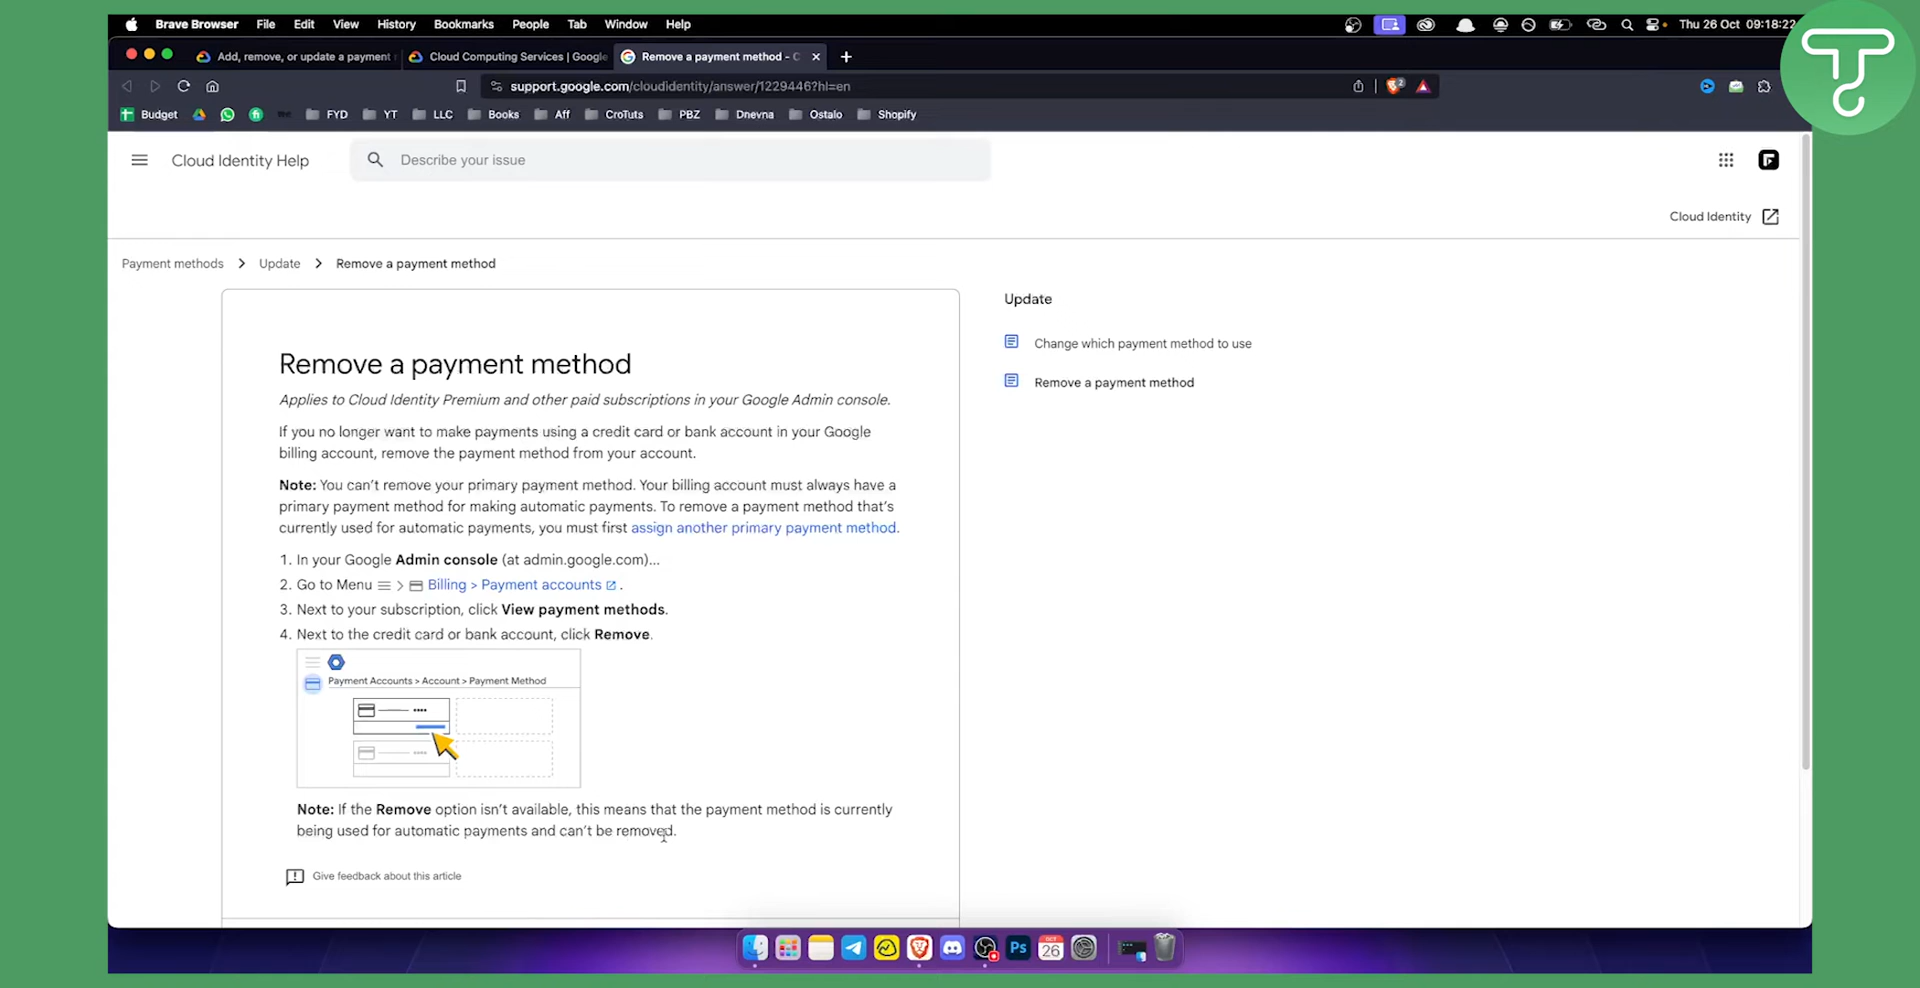 Brave Browser File Edit View History Bookmarks People Tab Window Help Thu 26 Oct 09:18:22
Add, remove, or update a payment Cloud Computing Services | Google Remove a payment method - C
support.google.com/cloudidentity/answer/1229446?hl=en
Budget FYD YT LLC Books Aff CroTuts PBZ Dnevna Ostalo Shopify
Cloud Identity Help Describe your issue
Cloud Identity
Payment methods > Update > Remove a payment method
Update
Change which payment method to use
Remove a payment method
Remove a payment method
Applies to Cloud Identity Premium and other paid subscriptions in your Google Admin console.
If you no longer want to make payments using a credit card or bank account in your Google
billing account, remove the payment method from your account.
Note: You can't remove your primary payment method. Your billing account must always have a
primary payment method for making automatic payments. To remove a payment method that's
currently used for automatic payments, you must first assign another primary payment method.
1. In your Google Admin console (at admin.google.com)...
2. Go to Menu > Billing > Payment accounts .
3. Next to your subscription, click View payment methods.
4. Next to the credit card or bank account, click Remove.
Payment Accounts > Account > Payment Method
Note: If the Remove option isn't available, this means that the payment method is currently
being used for automatic payments and can't be removed.
Give feedback about this article
Ps OCT 26